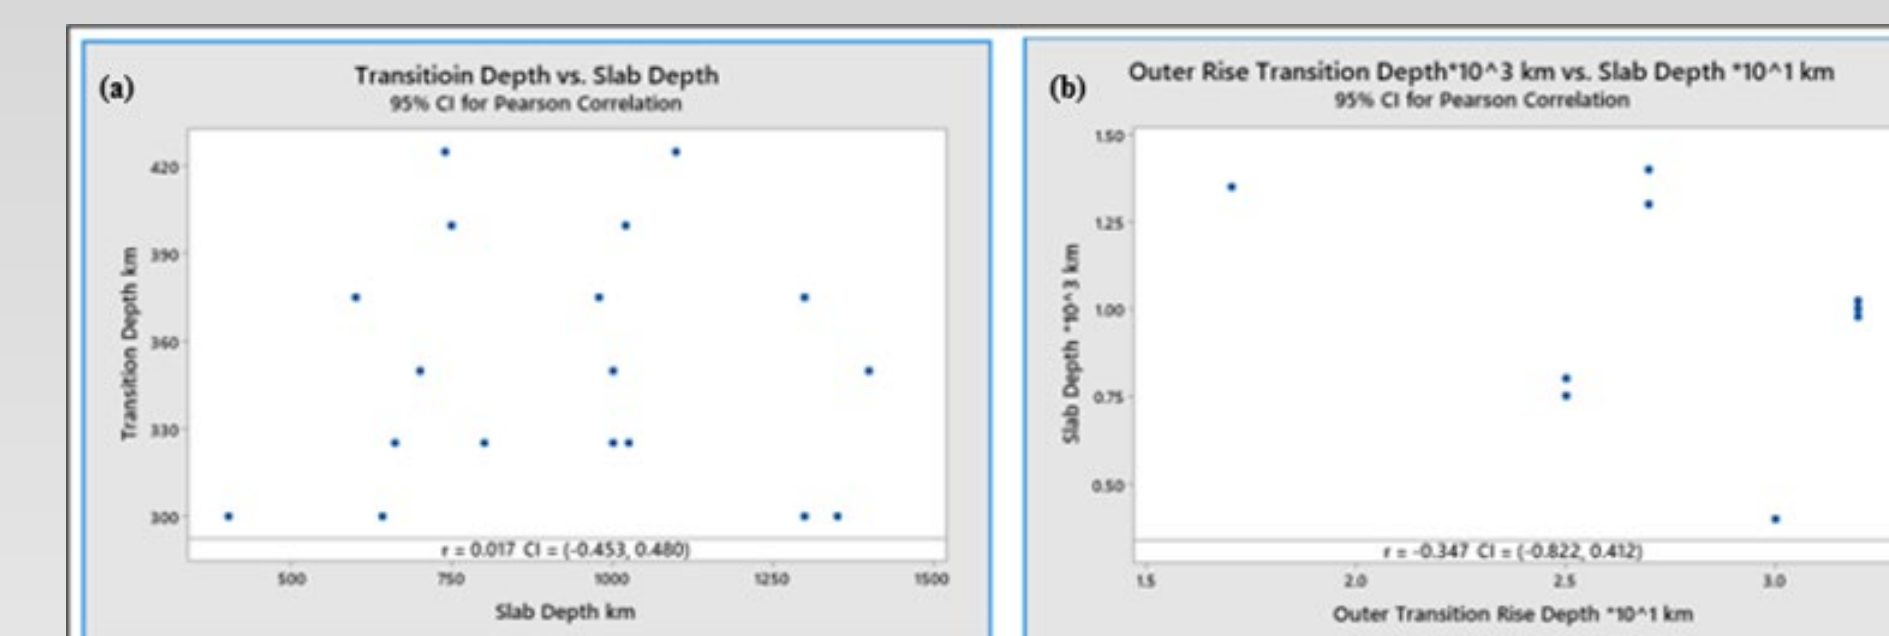 (a)
Transitioin Depth vs. Slab Depth
95% CI for Pearson Correlation
420
390
360
330
300
Transition Depth km
r = 0.017 CI = (-0.453, 0.480)
500 750 1000 1250 1500
Slab Depth km
(b)
Outer Rise Transition Depth*10^3 km vs. Slab Depth *10^1 km
95% CI for Pearson Correlation
1.50
1.25
1.00
0.75
0.50
Slab Depth *10^3 km
r = -0.347 CI = (-0.822, 0.412)
1.5 2.0 2.5 3.0
Outer Transition Rise Depth *10^1 km